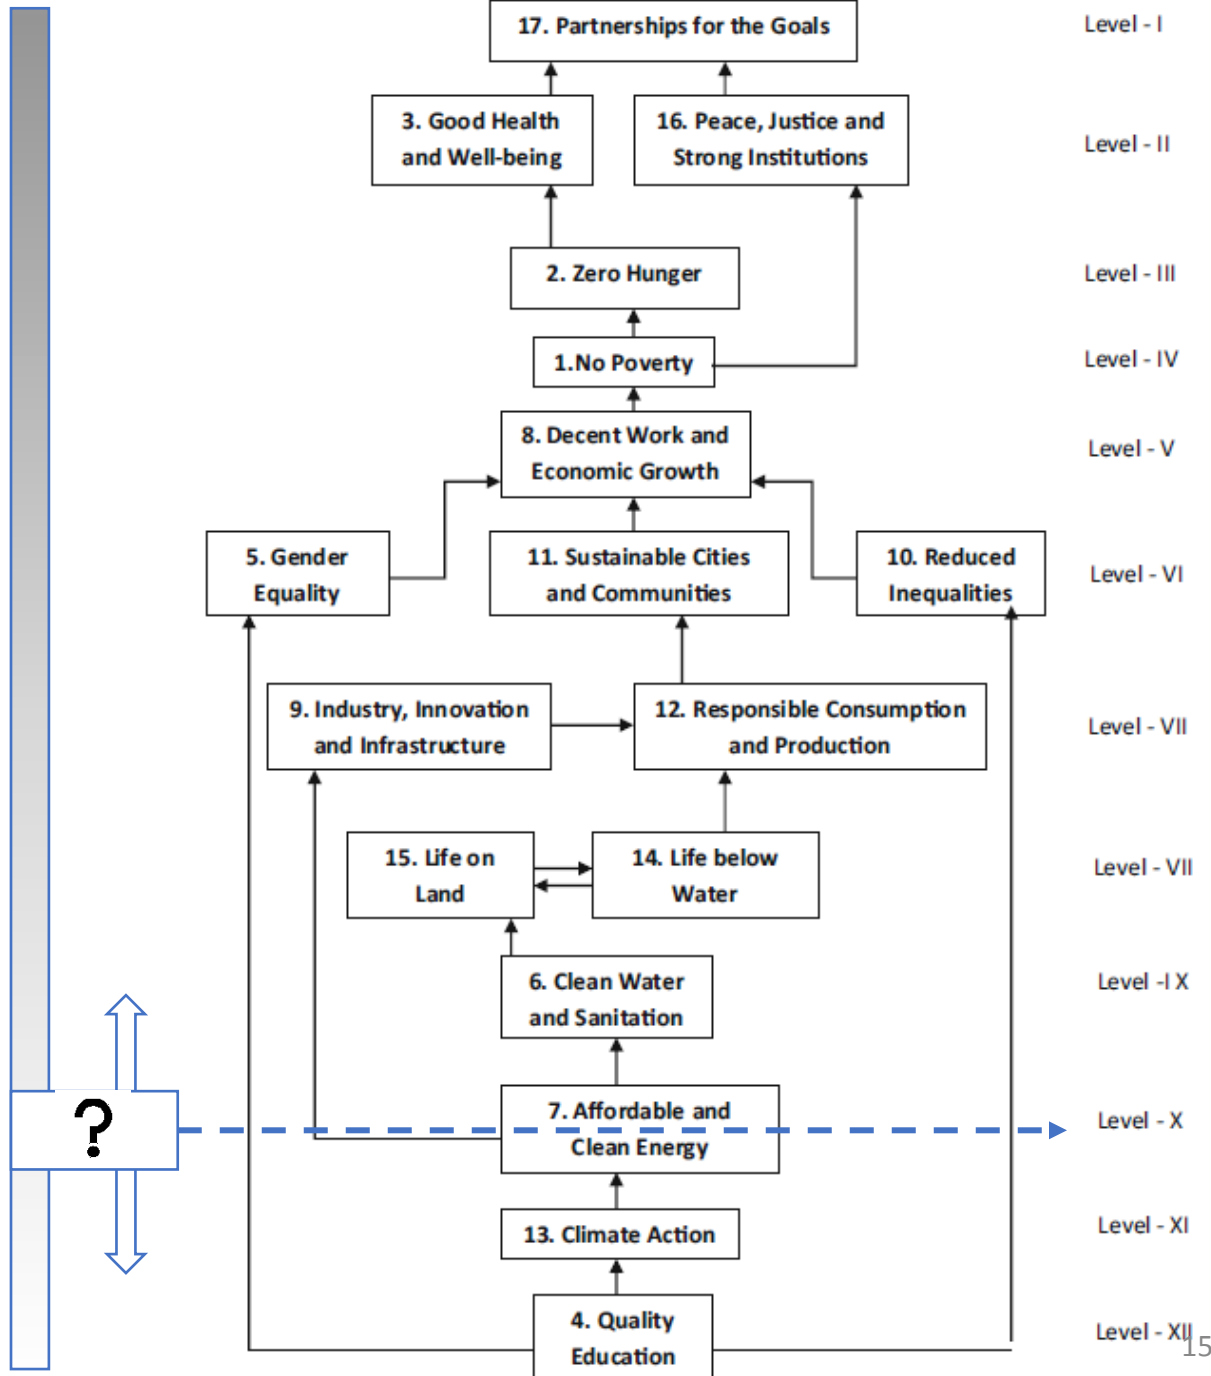 17. Partnerships for the Goals
Level - I
3. Good Health
and Well-being
16. Peace, Justice and
Strong Institutions
Level - II
2. Zero Hunger
Level - III
1.No Poverty
Level - IV
8. Decent Work and
Economic Growth
Level - V
5. Gender
Equality
11. Sustainable Cities
and Communities
10. Reduced
Inequalities
Level - VI
9. Industry, Innovation
and Infrastructure
12. Responsible Consumption
and Production
Level - VII
15. Life on
Land
14. Life below
Water
Level - VII
6. Clean Water
and Sanitation
Level -I X
?
7. Affordable and
Clean Energy
Level - X
13. Climate Action
Level - XI
4. Quality
Education
Level - XII
15